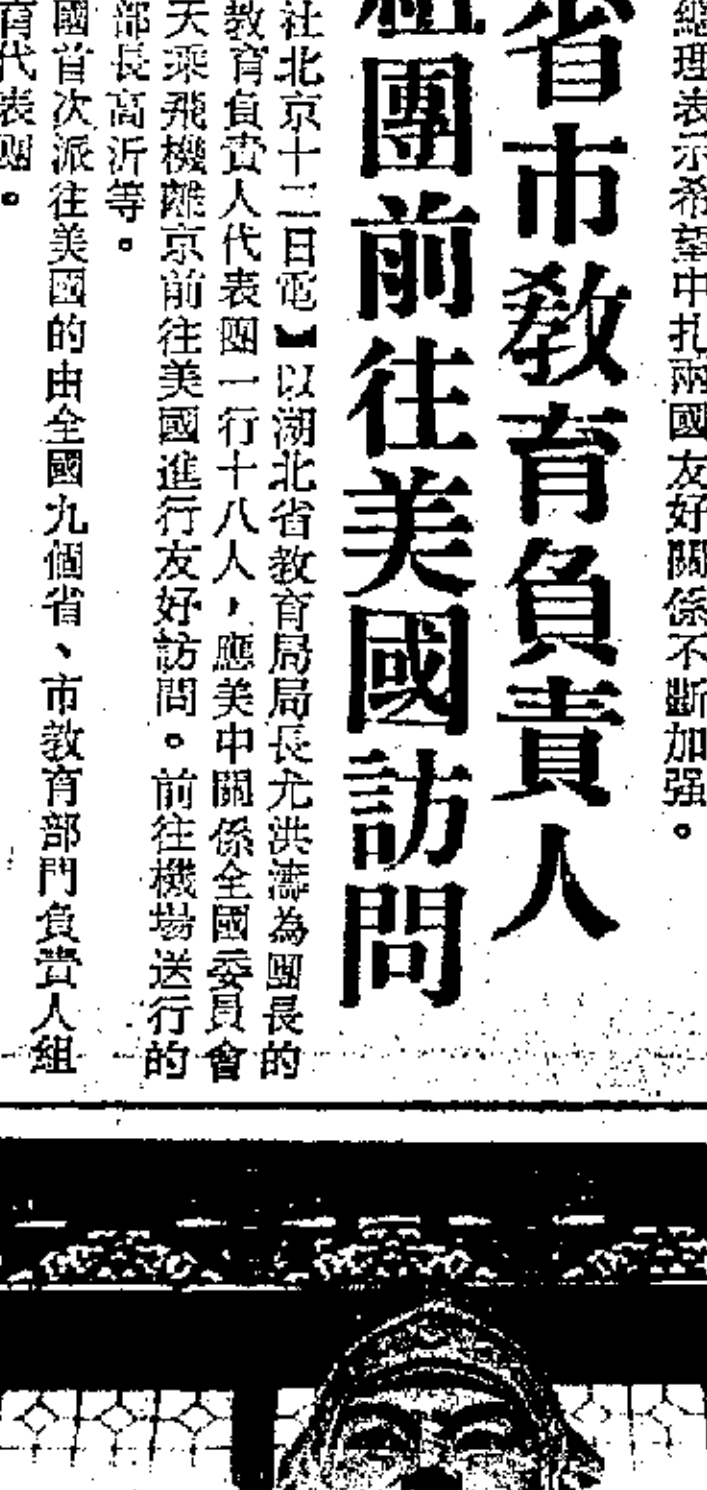 總理表示希望中扎兩國友好關係不斷加强。
省市教育負責人
組團前往美國訪問
社北京十二日電】以湖北省教育局局長尤洪濤為團長的
教育負責人代表團一行十八人，應美中關係全國委員會
天乘飛機離京前往美國進行友好訪問。前往機場送行的
部長高沂等。
國首次派往美國的由全國九個省、市教育部門負責人組
育代表團。